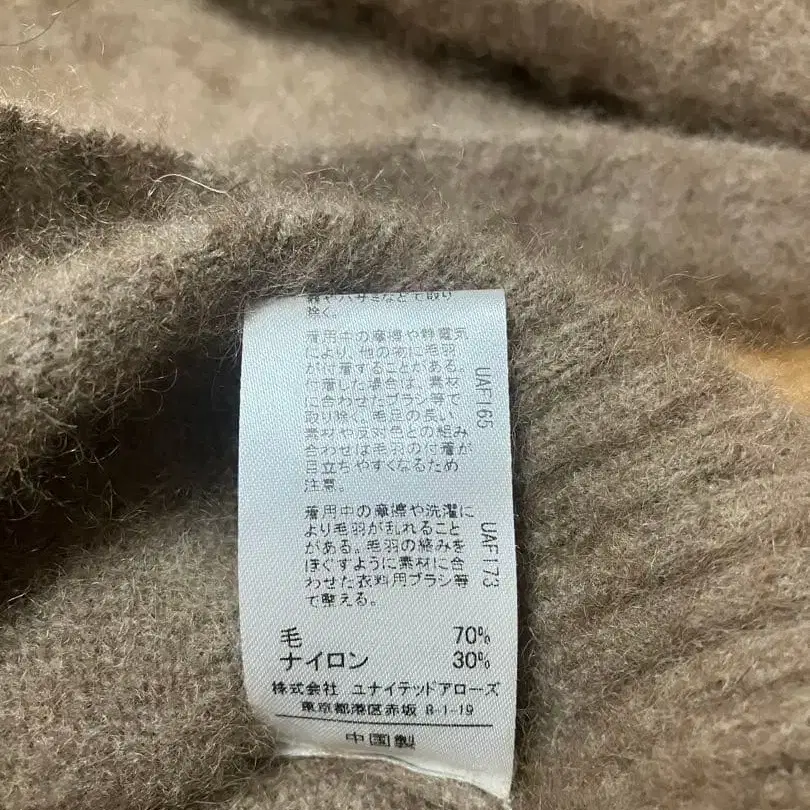 器やハサミなどで取り
除く。
着用中の摩擦や静電気
により、他の物に毛羽
が付着することがある。
付着した場合は、素材
に合わせたブラシ等で
取り除く。毛足の長い
素材や反対色との組み
合わせは毛羽の付着が
目立ちやすくなるため
注意。
UAF165
着用中の摩擦や洗濯に
より毛羽が乱れること
がある。毛羽の絡みを
ほぐすように素材に合
わせた衣料用ブラシ等
で整える。
UAF173
毛 70%
ナイロン 30%
株式会社 ユナイテッドアローズ
東京都港区赤坂 8-1-19
中国製